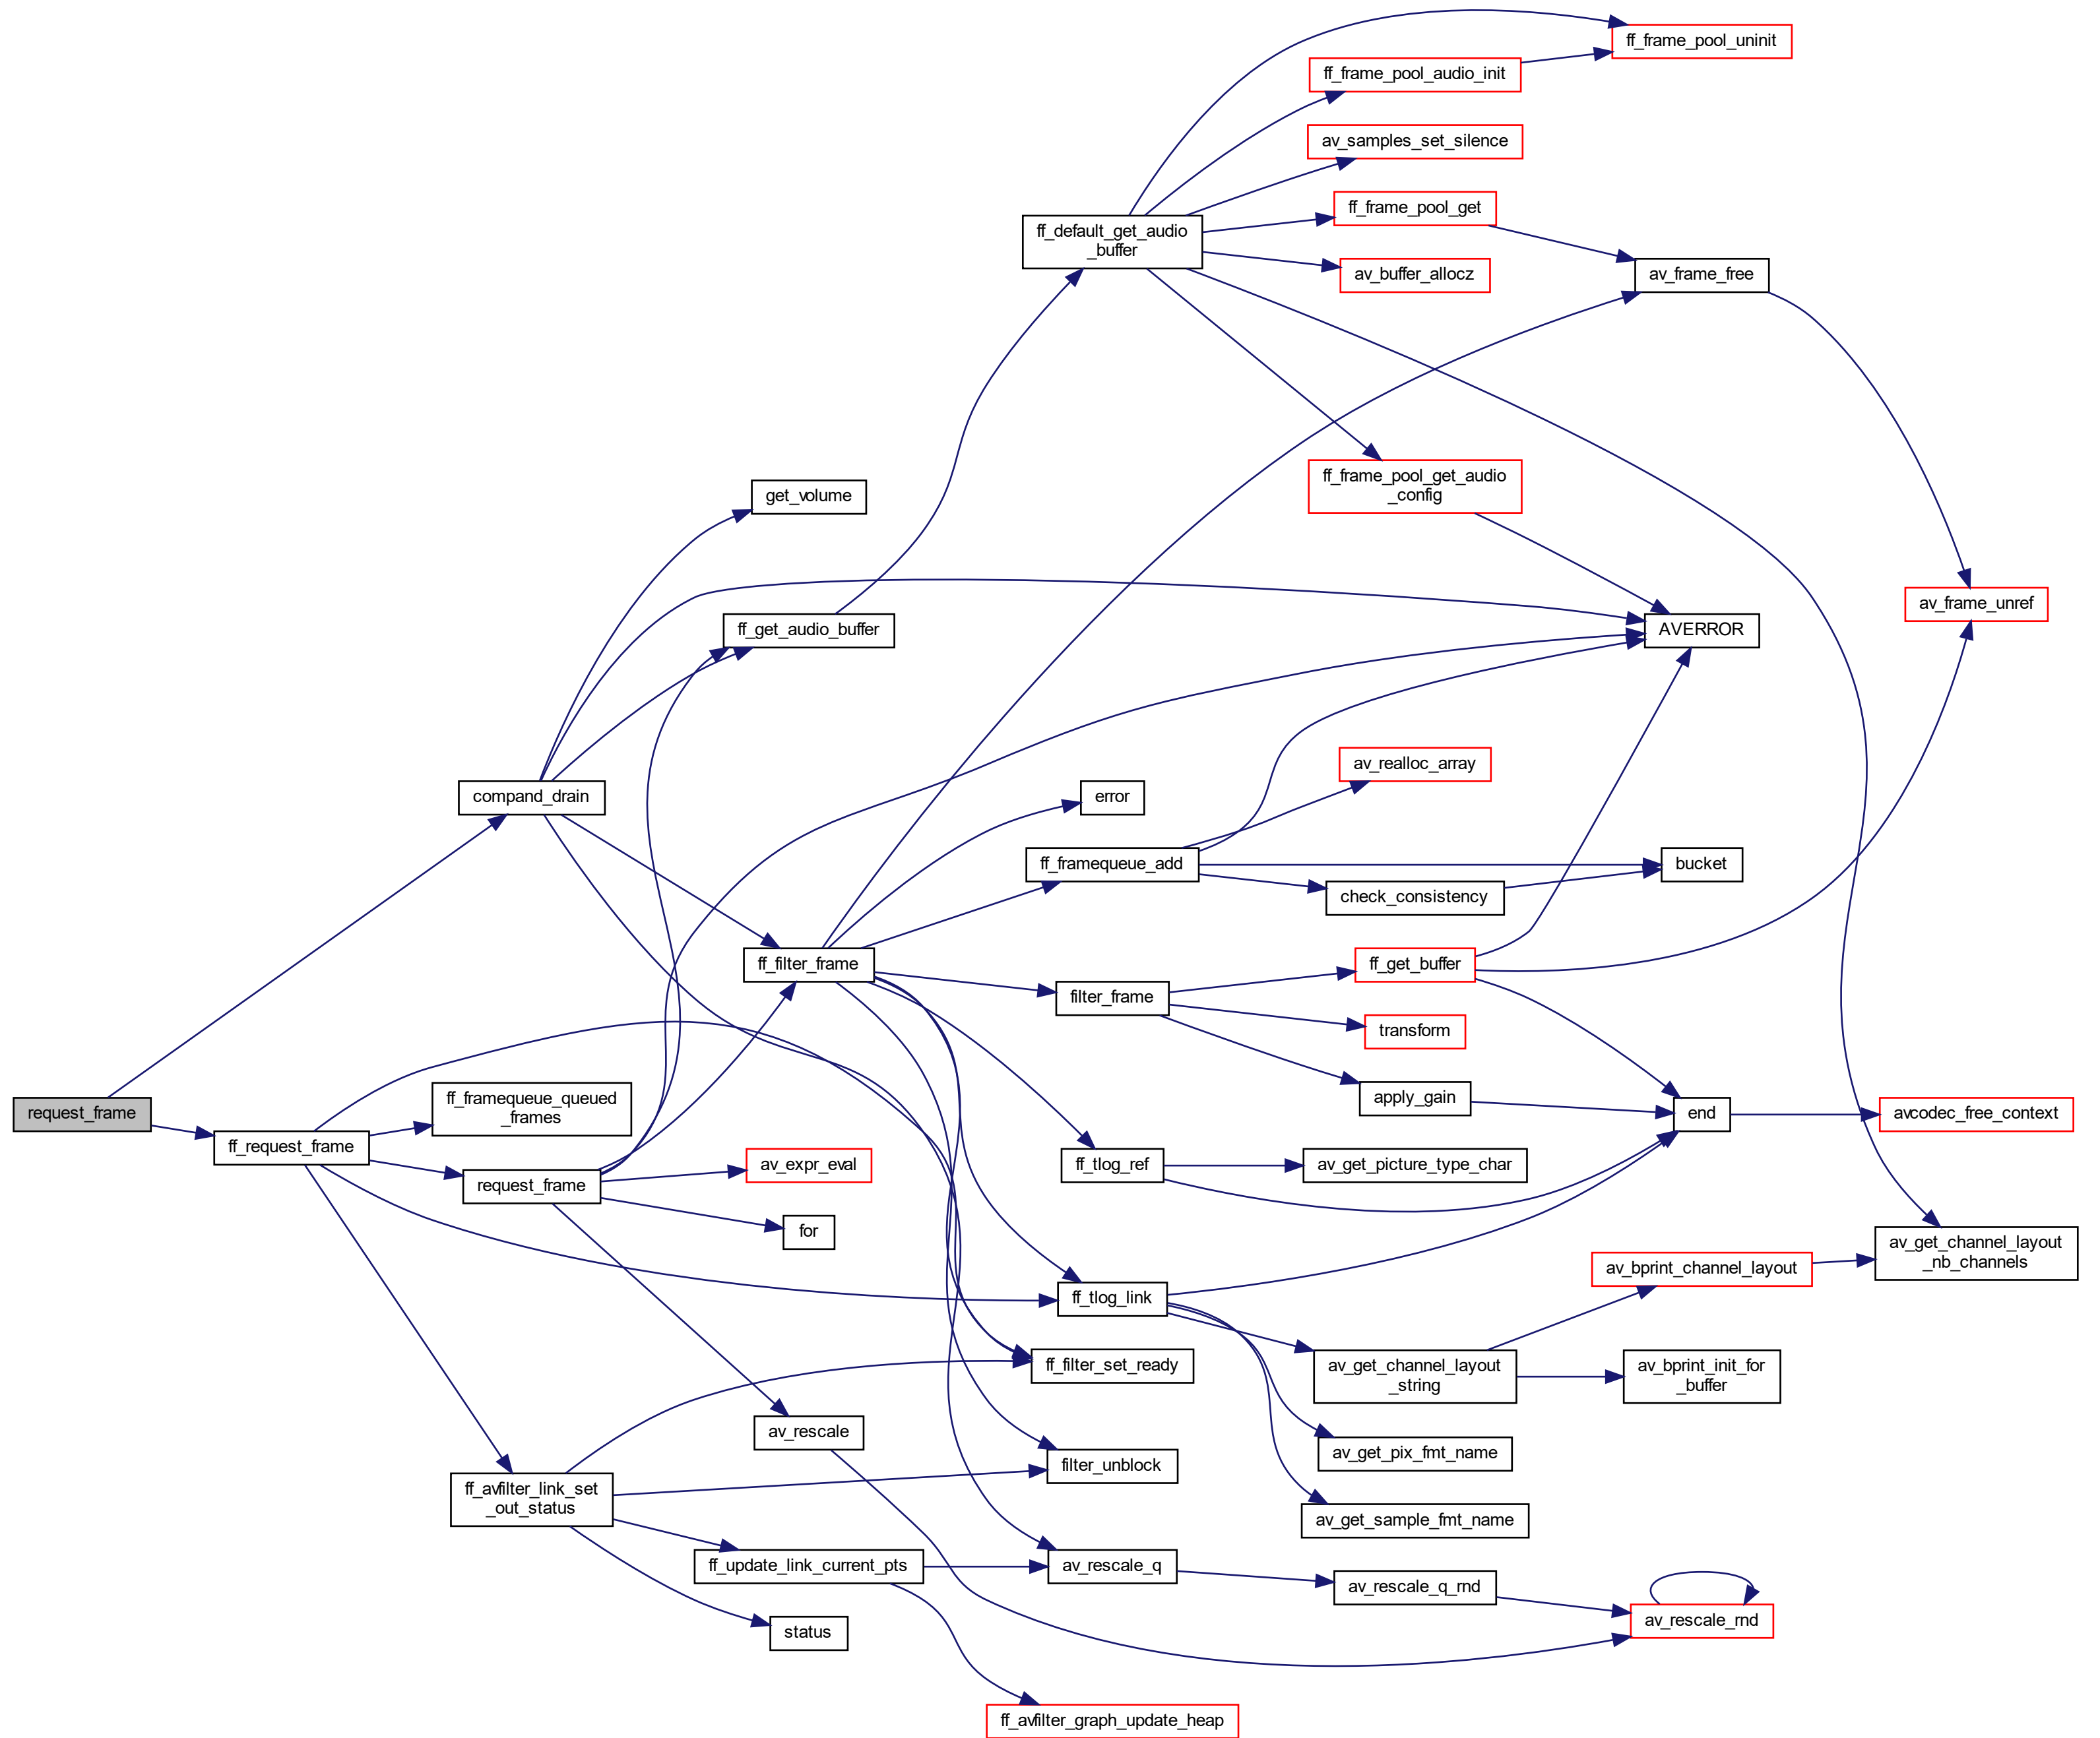 ff_frame_pool_uninit
ff_frame_pool_audio_init
av_samples_set_silence
ff_frame_pool_get
ff_default_get_audio
_buffer
av_buffer_allocz
av_frame_free
ff_frame_pool_get_audio
_config
get_volume
av_frame_unref
ff_get_audio_buffer
AVERROR
av_realloc_array
compand_drain
error
ff_framequeue_add
bucket
check_consistency
ff_filter_frame
ff_get_buffer
filter_frame
transform
apply_gain
request_frame
ff_framequeue_queued
_frames
end
avcodec_free_context
ff_request_frame
request_frame
av_expr_eval
ff_tlog_ref
av_get_picture_type_char
for
av_get_channel_layout
_nb_channels
av_bprint_channel_layout
ff_tlog_link
ff_filter_set_ready
av_get_channel_layout
_string
av_bprint_init_for
_buffer
av_rescale
av_get_pix_fmt_name
filter_unblock
ff_avfilter_link_set
_out_status
av_get_sample_fmt_name
ff_update_link_current_pts
av_rescale_q
av_rescale_q_rnd
av_rescale_rnd
status
ff_avfilter_graph_update_heap